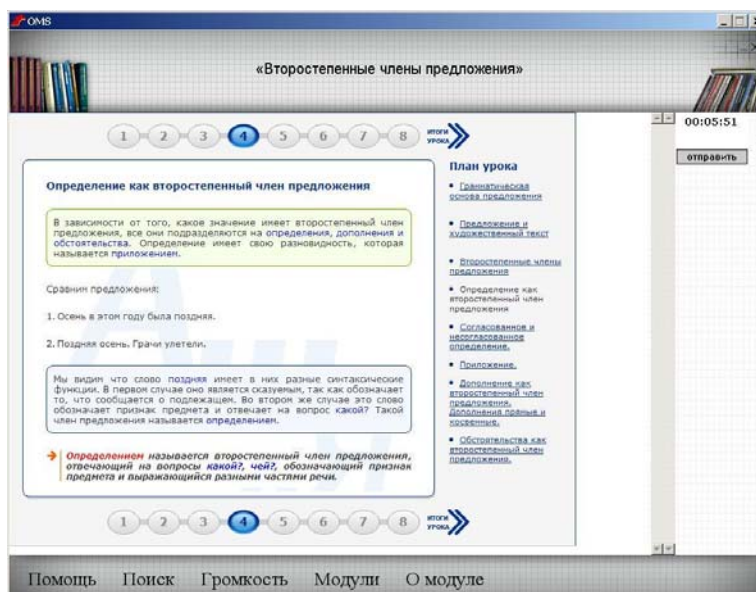 OMS
«Второстепенные члены предложения»
00:05:51
отправить
1 2 3 4 5 6 7 8 ИТОГИ УРОКА
Определение как второстепенный член предложения
В зависимости от того, какое значение имеет второстепенный член
предложения, все они подразделяются на определения, дополнения и
обстоятельства. Определение имеет свою разновидность, которая
называется приложением.
Сравним предложения:
1. Осень в этом году была поздняя.
2. Поздняя осень. Грачи улетели.
Мы видим что слово поздняя имеет в них разные синтаксические
функции. В первом случае оно является сказуемым, так как обозначает
то, что сообщается о подлежащем. Во втором же случае это слово
обозначает признак предмета и отвечает на вопрос какой? Такой
член предложения называется определением.
Определением называется второстепенный член предложения,
отвечающий на вопросы какой?, чей?, обозначающий признак
предмета и выражающийся разными частями речи.
План урока
Грамматическая
основа предложения
Предложение и
художественный текст
Второстепенные члены
предложения
Определение как
второстепенный член
предложения
Согласованное и
несогласованное
определение.
Приложение.
Дополнение как
второстепенный член
предложения.
Дополнения прямые и
косвенные.
Обстоятельства как
второстепенный член
предложения.
1 2 3 4 5 6 7 8 ИТОГИ УРОКА
Помощь Поиск Громкость Модули О модуле